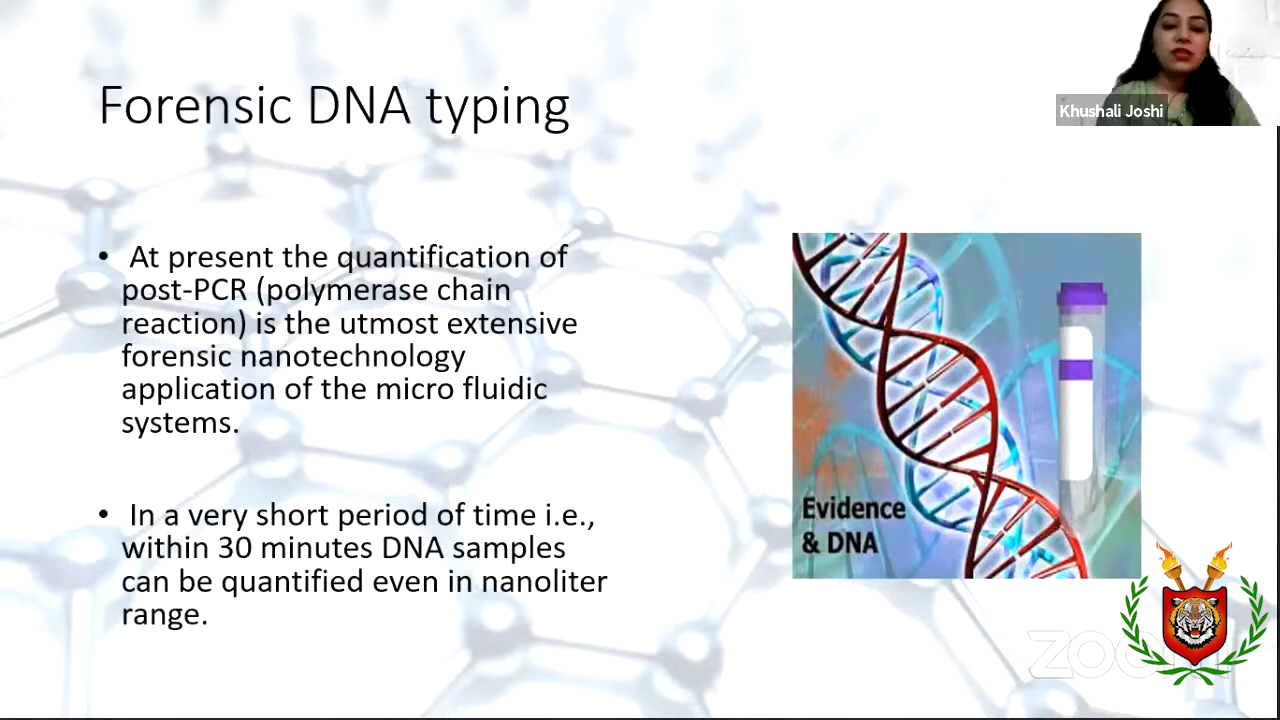 Khushali Joshi
Forensic DNA typing
• At present the quantification of
post-PCR (polymerase chain
reaction) is the utmost extensive
forensic nanotechnology
application of the micro fluidic
systems.
• In a very short period of time i.e.,
within 30 minutes DNA samples
can be quantified even in nanoliter
range.
Evidence
& DNA
zoom